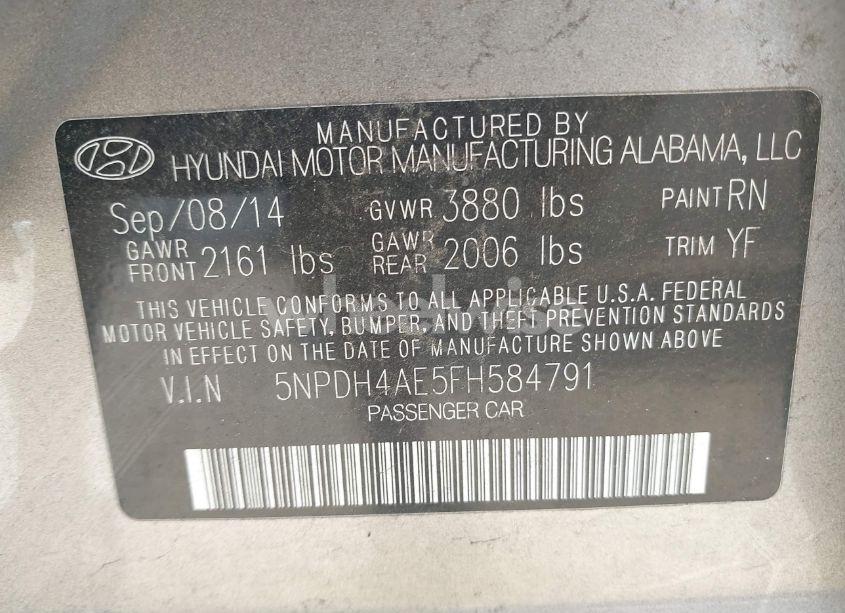 MANUFACTURED BY
HYUNDAI MOTOR MANUFACTURING ALABAMA, LLC
Sep/08/14 GVWR 3880 lbs PAINT RN
GAWR FRONT 2161 lbs GAWR REAR 2006 lbs TRIM YF
THIS VEHICLE CONFORMS TO ALL APPLICABLE U.S.A. FEDERAL
MOTOR VEHICLE SAFETY, BUMPER, AND THEFT PREVENTION STANDARDS
IN EFFECT ON THE DATE OF MANUFACTURE SHOWN ABOVE
V.I.N 5NPDH4AE5FH584791
PASSENGER CAR